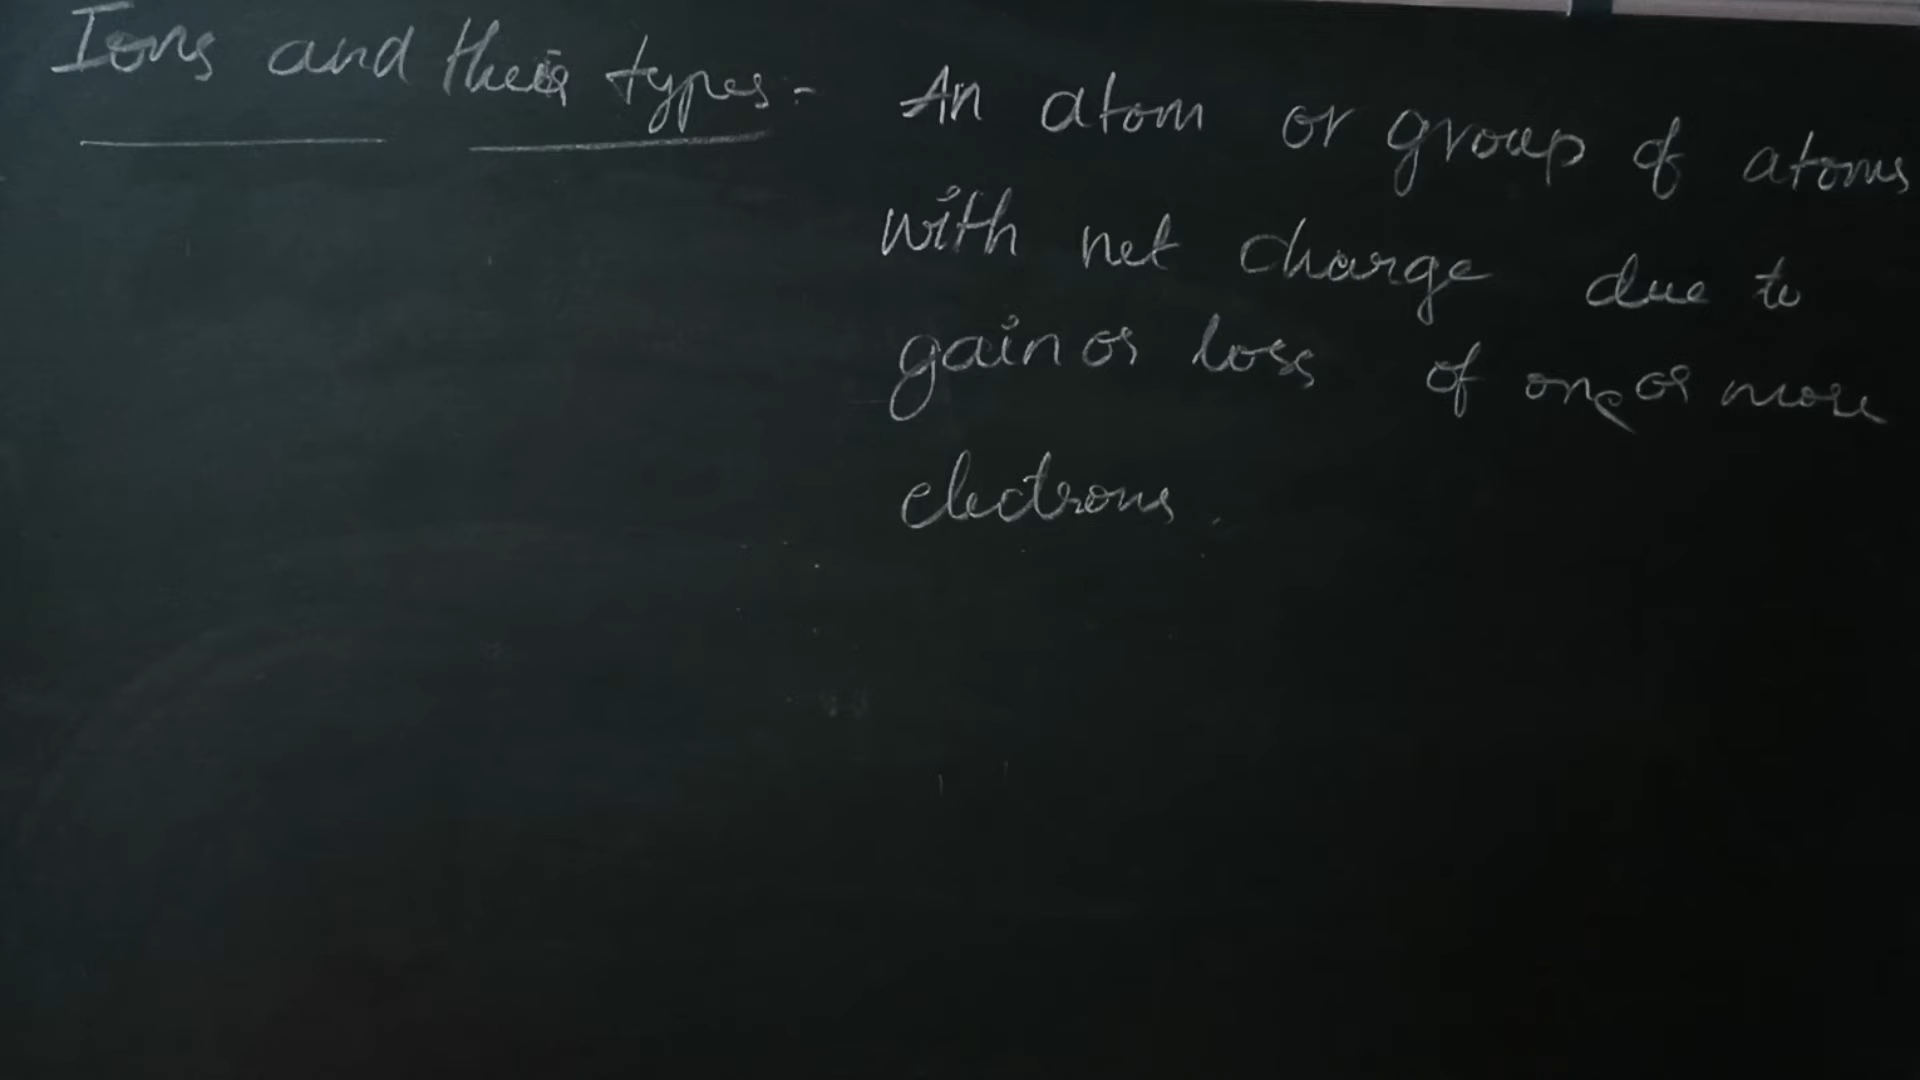 Ions and their types - An atom or group of atoms
with net charge due to
gain or loss of one or more
electrons.